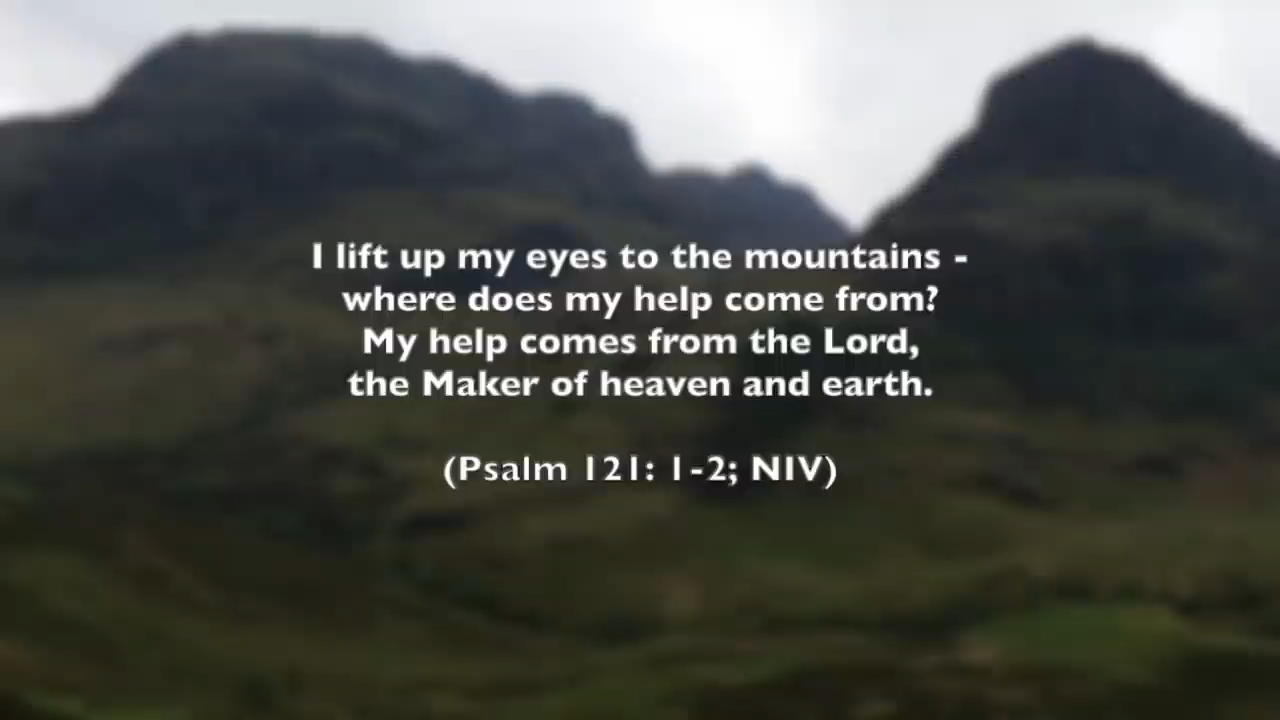 I lift up my eyes to the mountains -
where does my help come from?
My help comes from the Lord,
the Maker of heaven and earth.
(Psalm 121: 1-2; NIV)